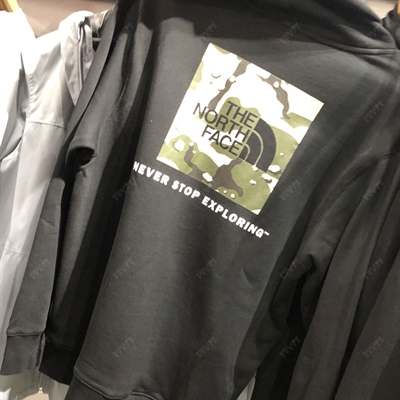 THE
NORTH
FACE
NEVER STOP EXPLORING™